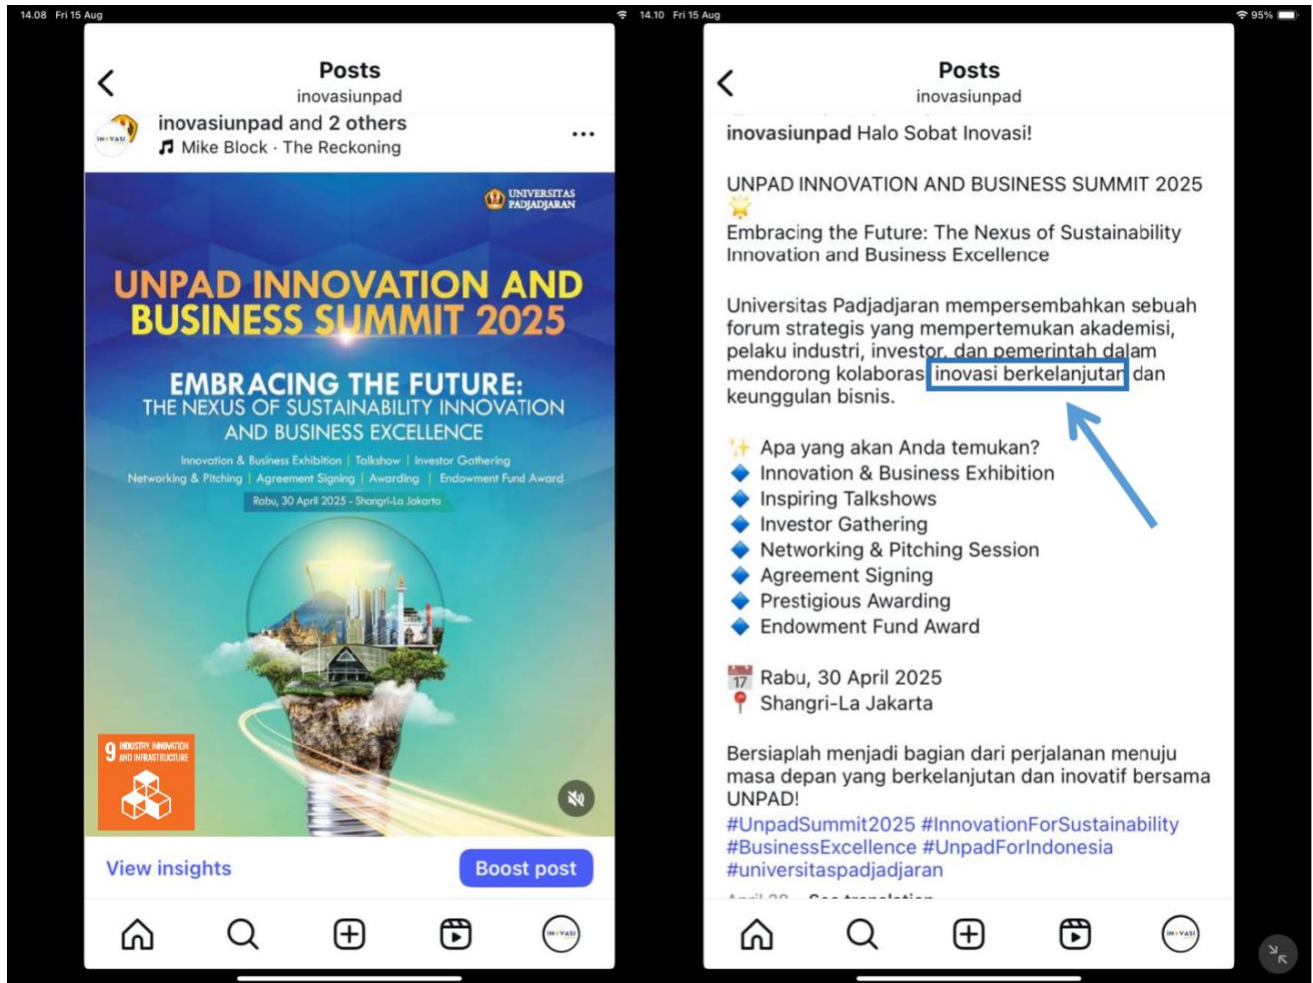 14.08 Fri 15 Aug
Posts
inovasiunpad
inovasiunpad and 2 others
Mike Block · The Reckoning
INOVASI
UNIVERSITAS
PADJADJARAN
UNPAD INNOVATION AND
BUSINESS SUMMIT 2025
EMBRACING THE FUTURE:
THE NEXUS OF SUSTAINABILITY INNOVATION
AND BUSINESS EXCELLENCE
Innovation & Business Exhibition | Talkshow | Investor Gathering
Networking & Pitching | Agreement Signing | Awarding | Endowment Fund Award
Rabu, 30 April 2025 - Shangri-La Jakarta
9 INDUSTRY, INNOVATION
AND INFRASTRUCTURE
View insights
Boost post
INOVASI
14.10 Fri 15 Aug
95%
Posts
inovasiunpad
inovasiunpad Halo Sobat Inovasi!
UNPAD INNOVATION AND BUSINESS SUMMIT 2025
🌟
Embracing the Future: The Nexus of Sustainability
Innovation and Business Excellence
Universitas Padjadjaran mempersembahkan sebuah
forum strategis yang mempertemukan akademisi,
pelaku industri, investor, dan pemerintah dalam
mendorong kolaborasi inovasi berkelanjutan dan
keunggulan bisnis.
✨ Apa yang akan Anda temukan?
🔷 Innovation & Business Exhibition
🔷 Inspiring Talkshows
🔷 Investor Gathering
🔷 Networking & Pitching Session
🔷 Agreement Signing
🔷 Prestigious Awarding
🔷 Endowment Fund Award
📅 Rabu, 30 April 2025
📍 Shangri-La Jakarta
Bersiaplah menjadi bagian dari perjalanan menuju
masa depan yang berkelanjutan dan inovatif bersama
UNPAD!
#UnpadSummit2025 #InnovationForSustainability
#BusinessExcellence #UnpadForIndonesia
#universitaspadjadjaran
See translation
INOVASI